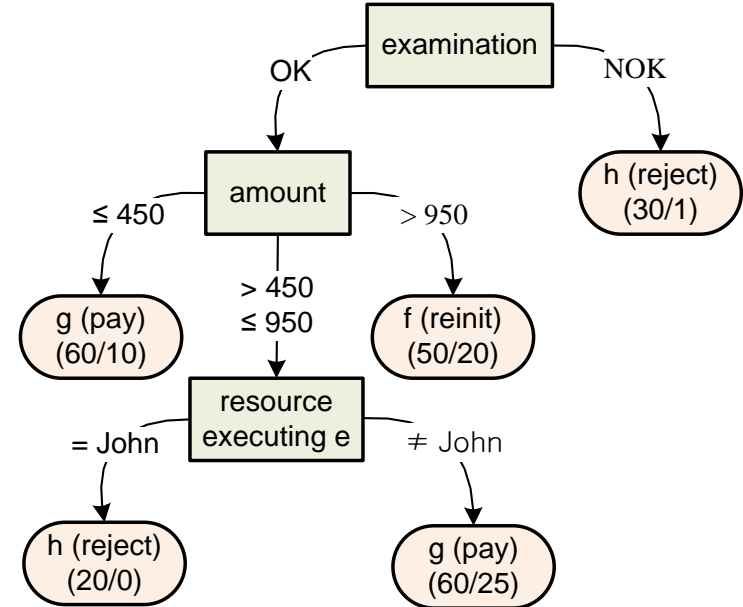 examination
OK
NOK
amount
h (reject)
(30/1)
≤ 450
> 950
> 450
≤ 950
g (pay)
(60/10)
f (reinit)
(50/20)
resource
executing e
= John
≠ John
h (reject)
(20/0)
g (pay)
(60/25)